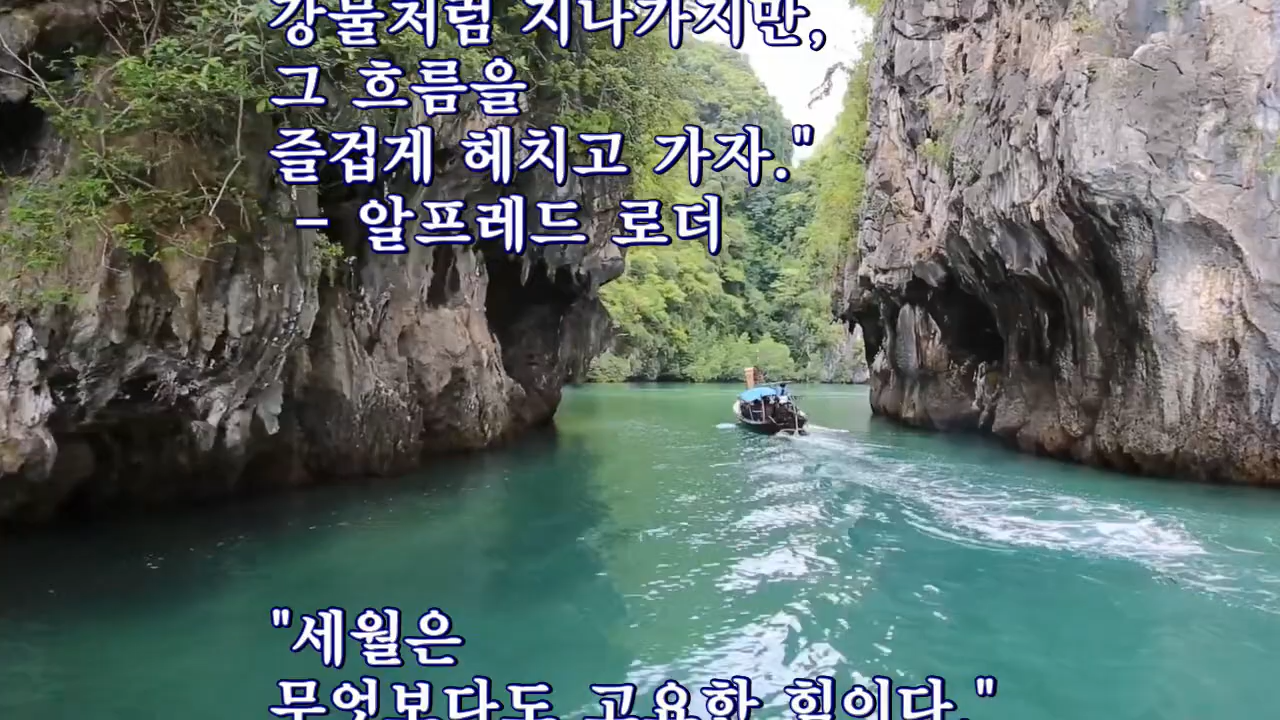 강물처럼 지나가지만,
그 흐름을
즐겁게 헤치고 가자."
- 알프레드 로더
"세월은
무엇보다도 고요한 힘이다."